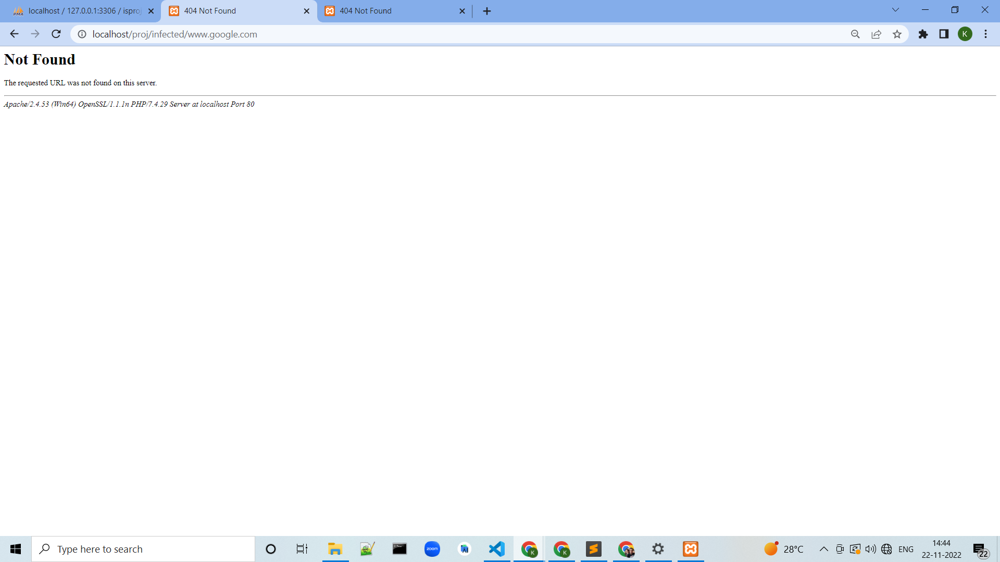 localhost / 127.0.0.1:3306 / isproj
404 Not Found
404 Not Found
localhost/proj/infected/www.google.com
K
Not Found
The requested URL was not found on this server.
Apache/2.4.53 (Win64) OpenSSL/1.1.1n PHP/7.4.29 Server at localhost Port 80
Type here to search
zoom
K
K
28°C
ENG
14:44
22-11-2022
22